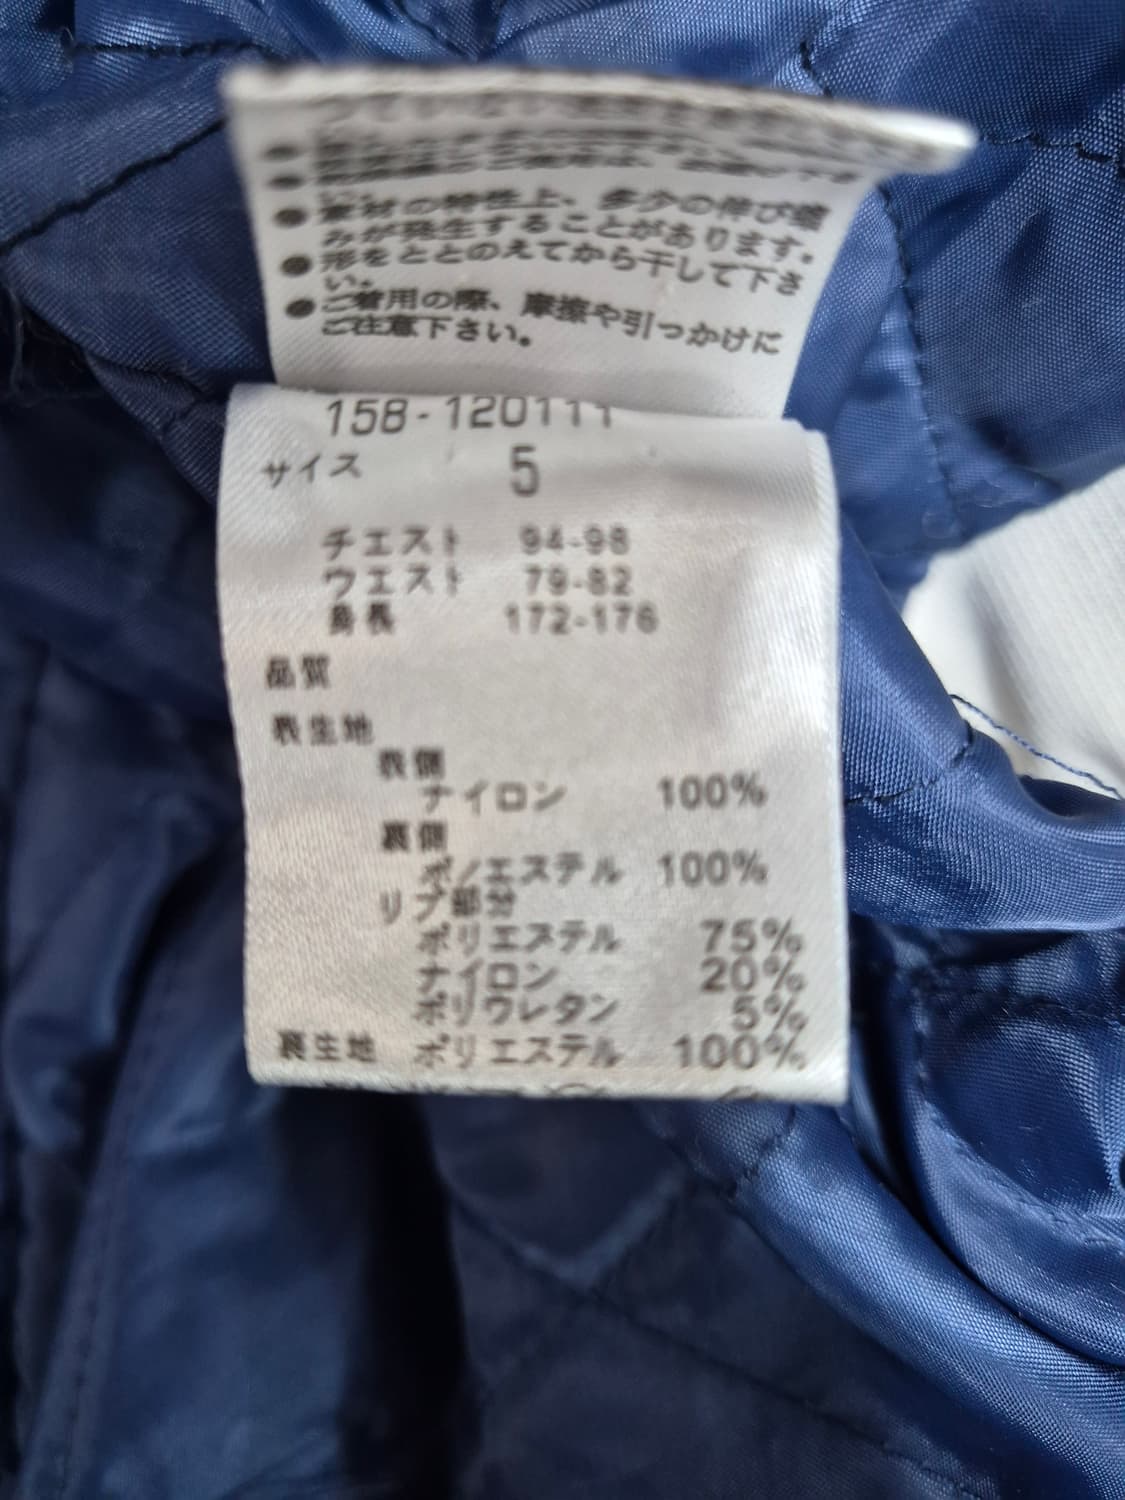 ● 素材の特性上、多少の伸び縮
みが発生することがあります。
● 形をととのえてから干して下さ
い。
● ご着用の際、摩擦や引っかけに
ご注意下さい。
158-120111
サイズ 5
チェスト 94-98
ウエスト 79-82
身長 172-176
品質
表生地
表側
ナイロン 100%
裏側
ポリエステル 100%
リブ部分
ポリエステル 75%
ナイロン 20%
ポリウレタン 5%
裏生地 ポリエステル 100%